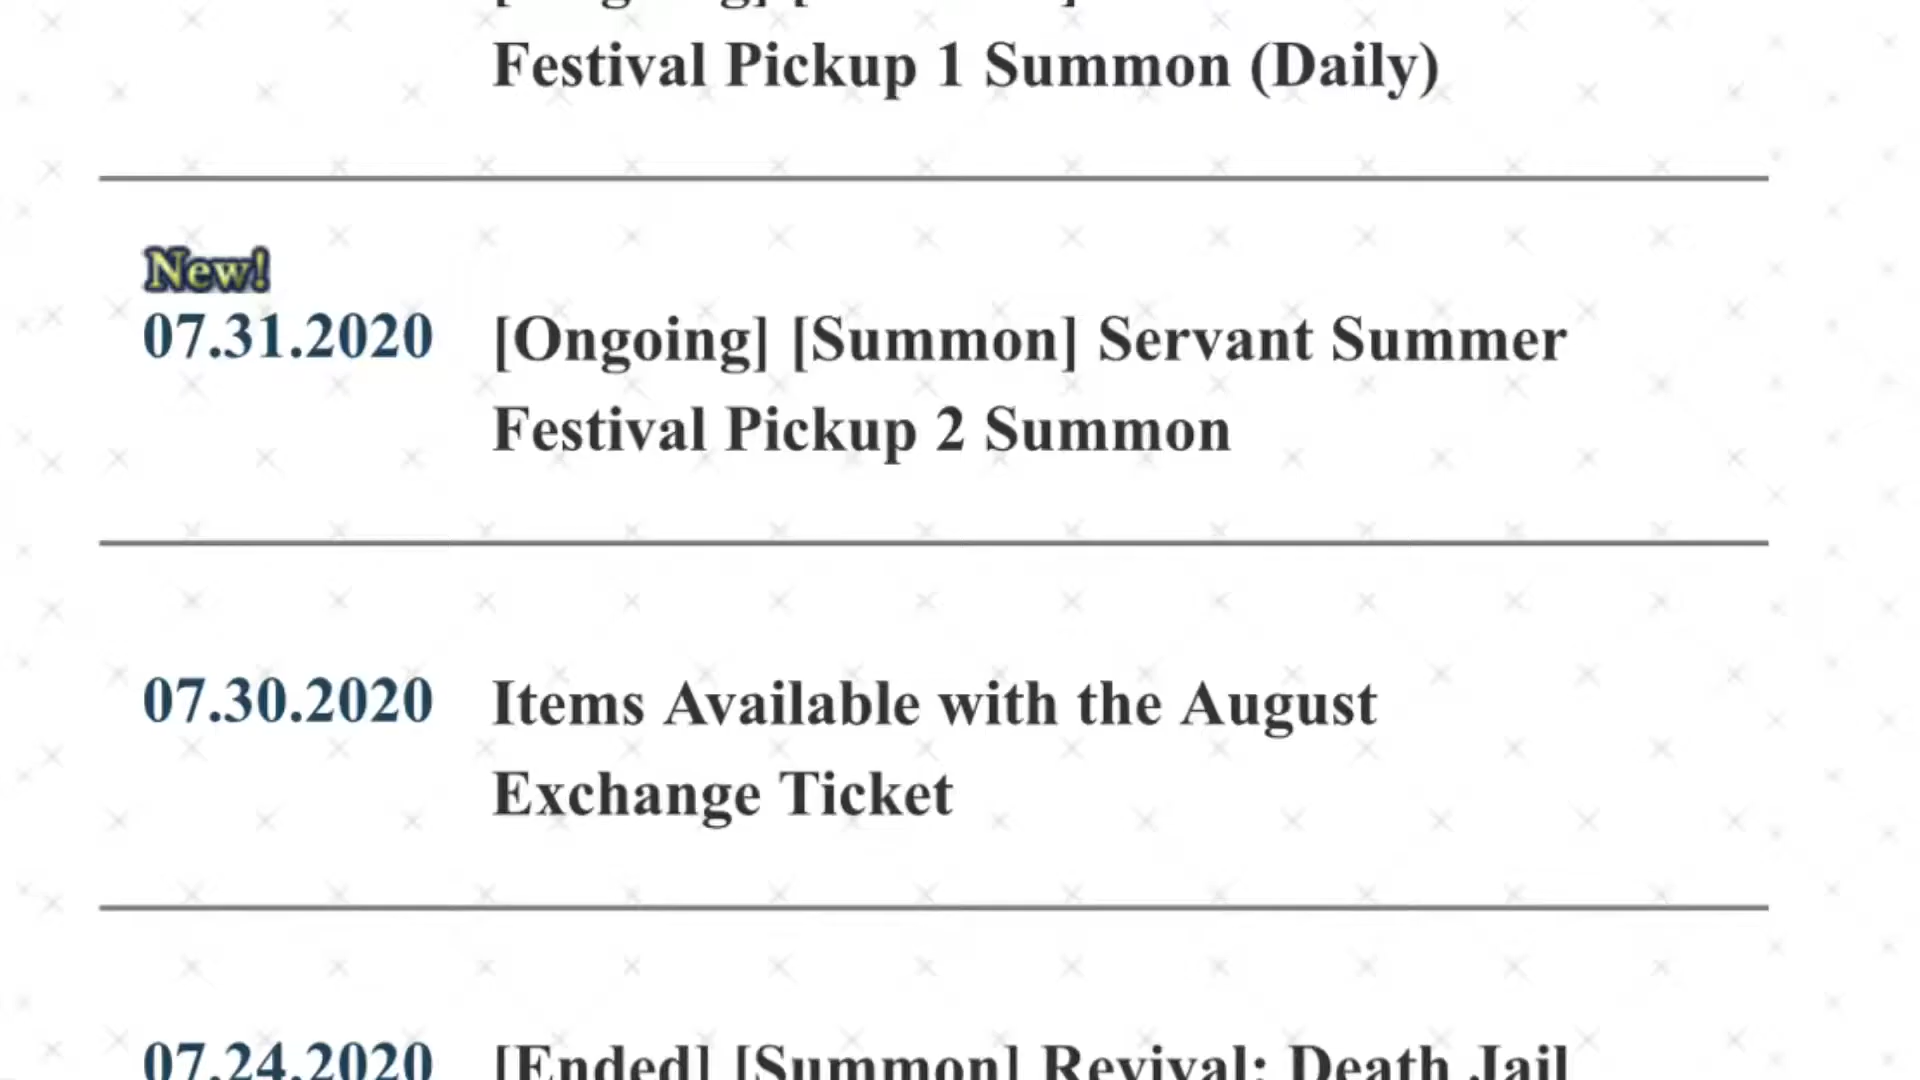 Festival Pickup 1 Summon (Daily)
New!
07.31.2020 [Ongoing] [Summon] Servant Summer
Festival Pickup 2 Summon
07.30.2020 Items Available with the August
Exchange Ticket
07.24.2020 [Ended] [Summon] Revival: Death Jail